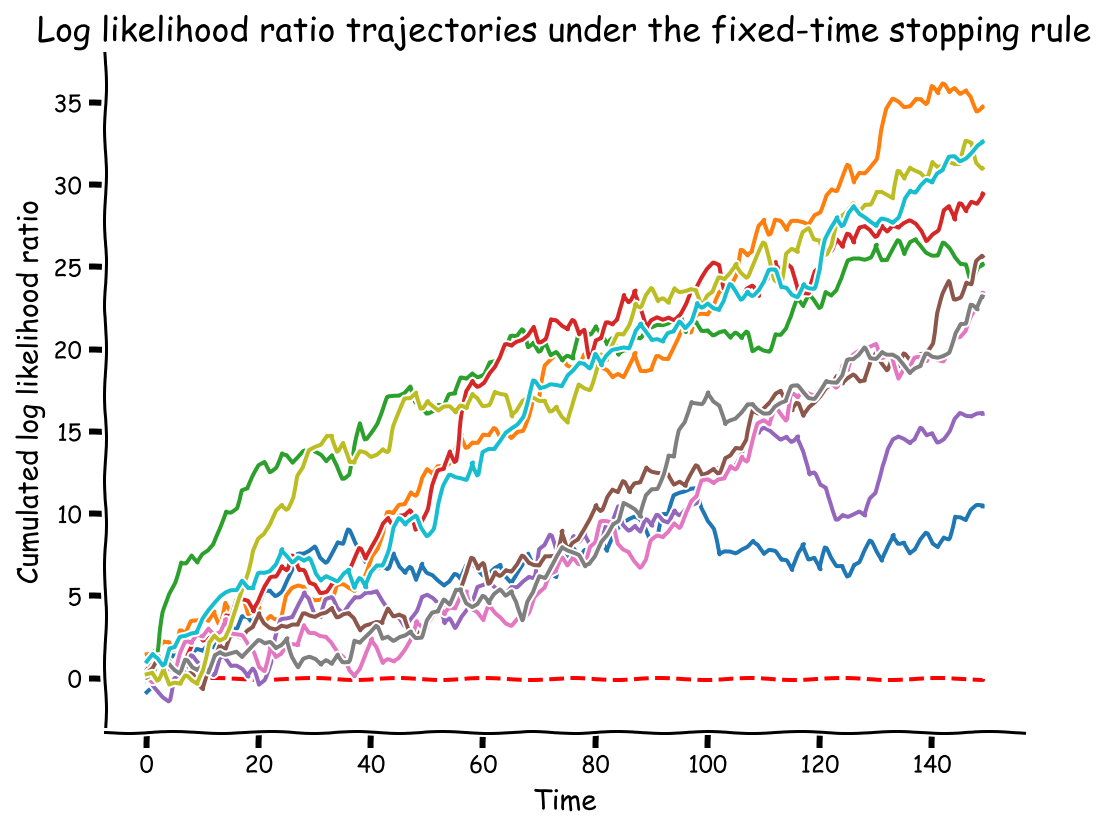 Log likelihood ratio trajectories under the fixed-time stopping rule
Cumulated log likelihood ratio
35
30
25
20
15
10
5
0
0 20 40 60 80 100 120 140
Time